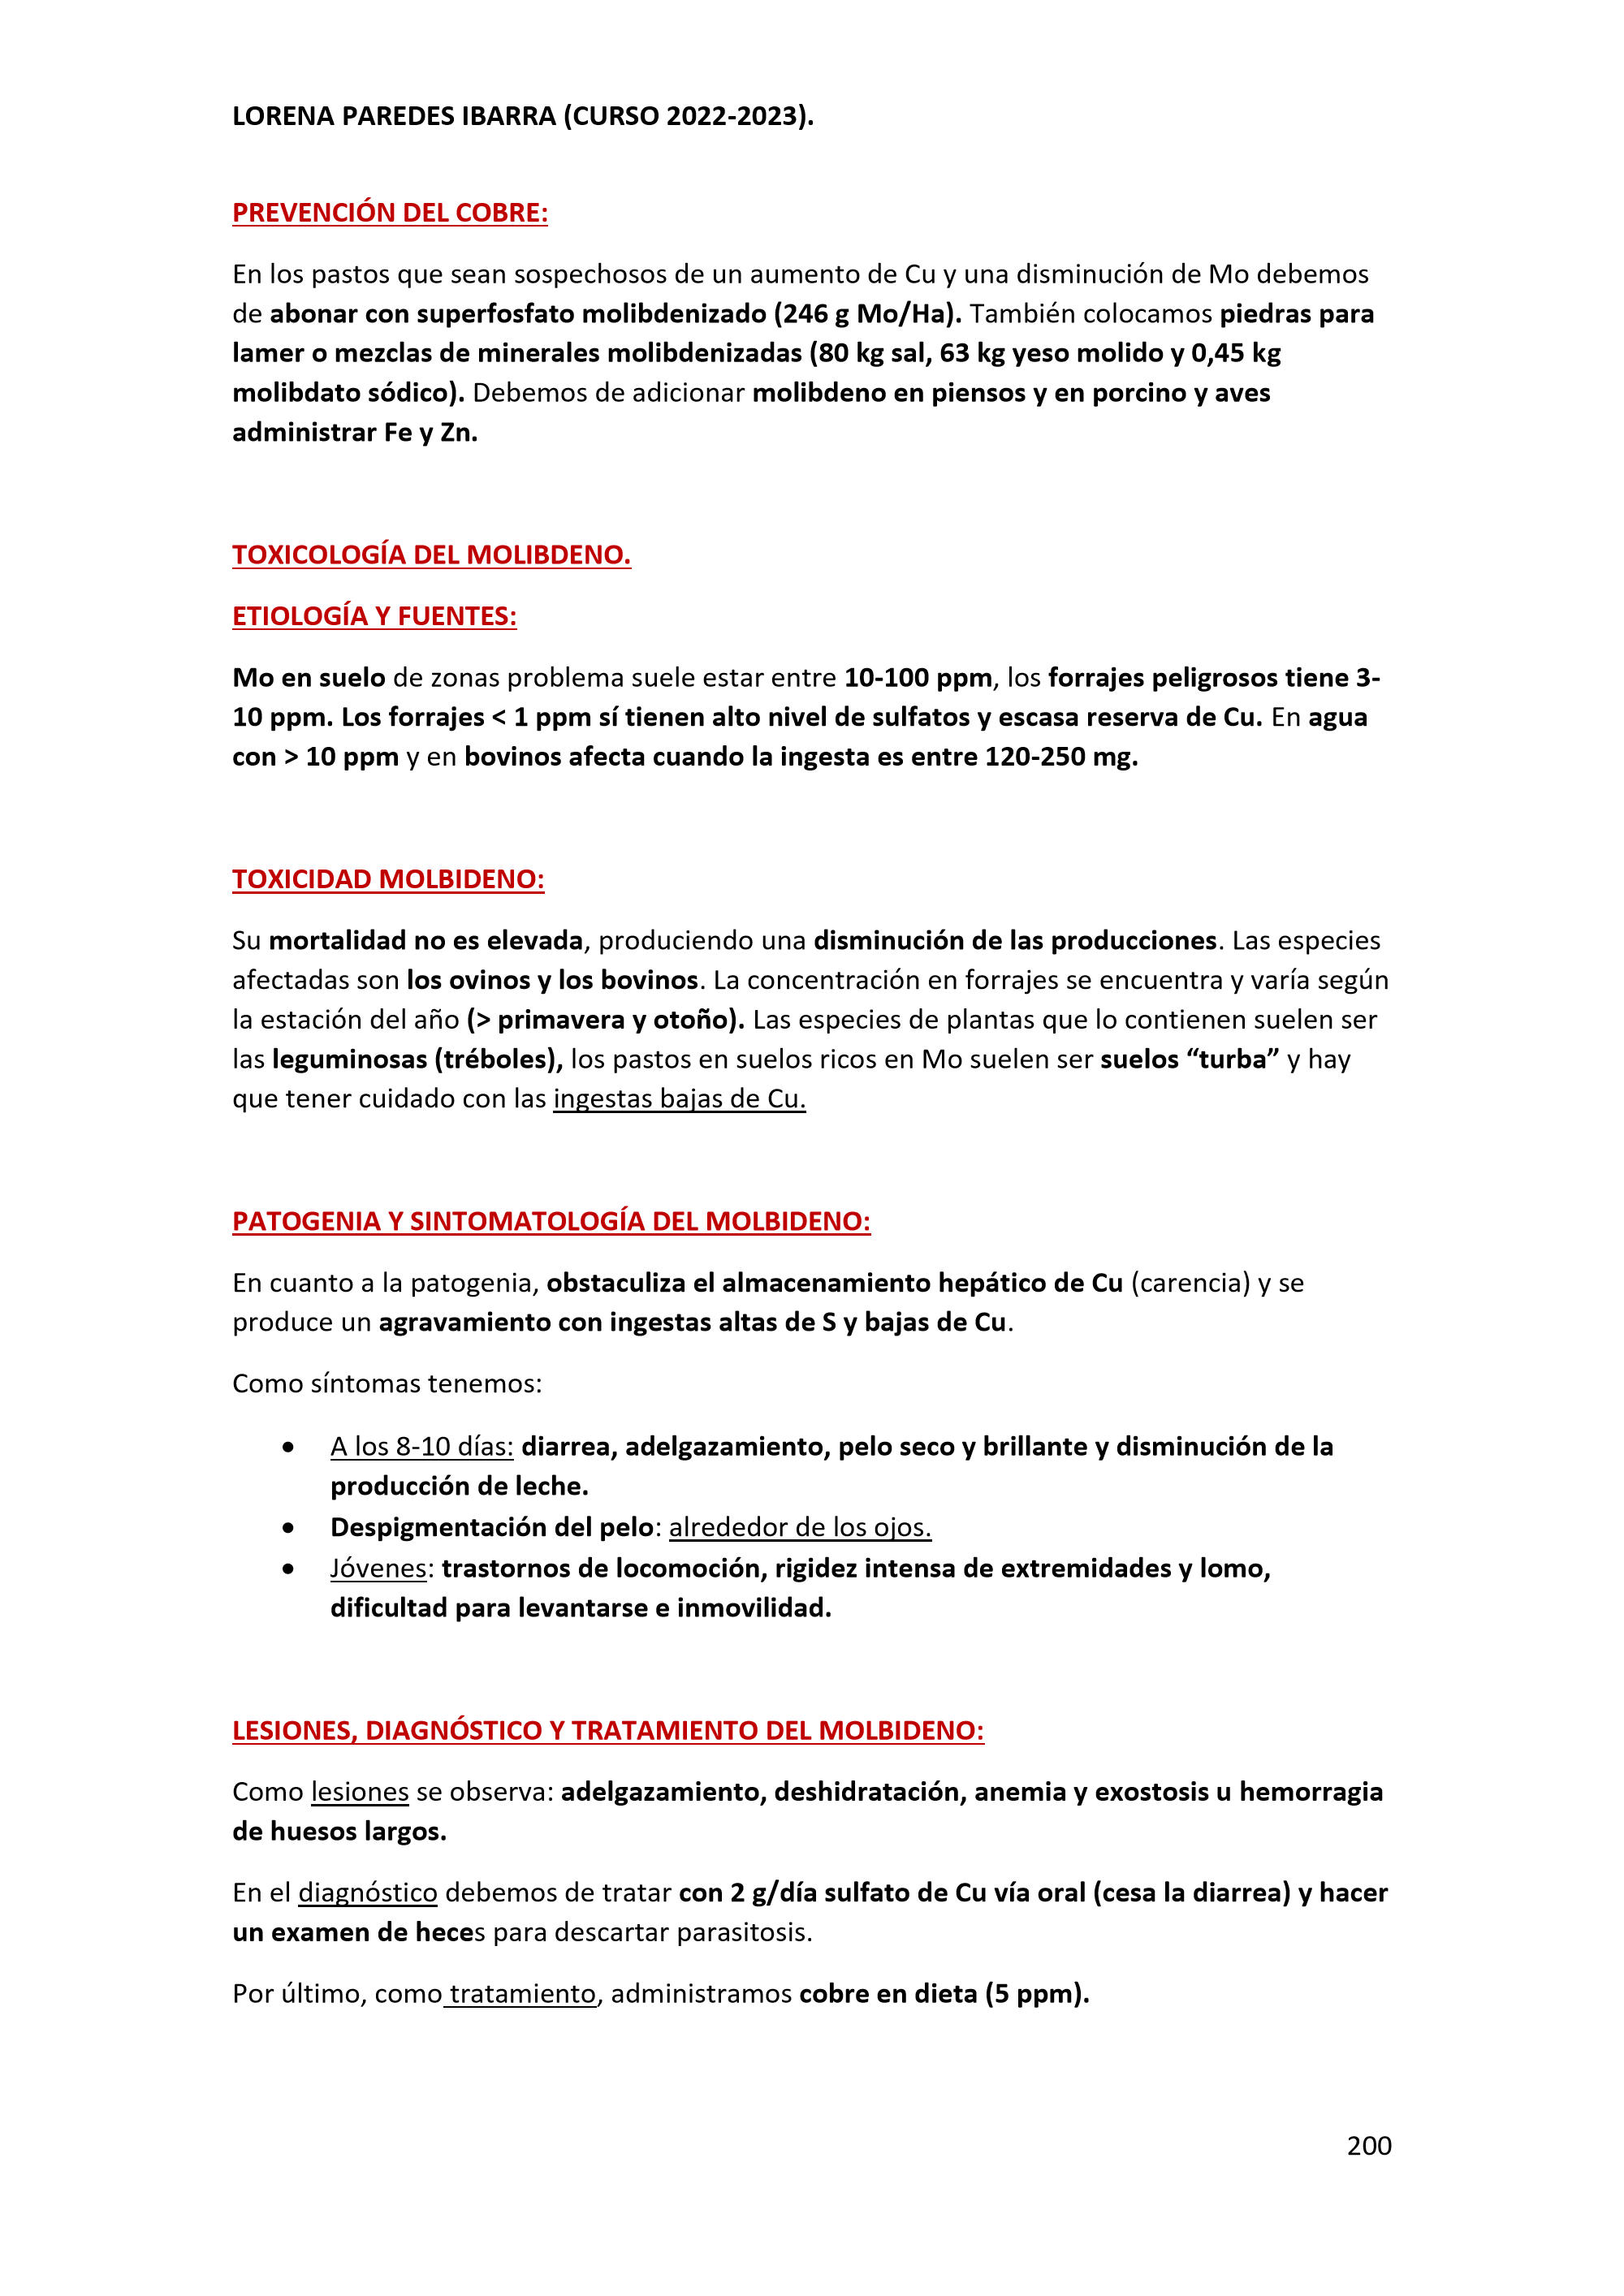 LORENA PAREDES IBARRA (CURSO 2022-2023).
PREVENCIÓN DEL COBRE:
En los pastos que sean sospechosos de un aumento de Cu y una disminución de Mo debemos
de abonar con superfosfato molibdenizado (246 g Mo/Ha). También colocamos piedras para
lamer o mezclas de minerales molibdenizadas (80 kg sal, 63 kg yeso molido y 0,45 kg
molibdato sódico). Debemos de adicionar molibdeno en piensos y en porcino y aves
administrar Fe y Zn.
TOXICOLOGÍA DEL MOLIBDENO.
ETIOLOGÍA Y FUENTES:
Mo en suelo de zonas problema suele estar entre 10-100 ppm, los forrajes peligrosos tiene 3-
10 ppm. Los forrajes < 1 ppm sí tienen alto nivel de sulfatos y escasa reserva de Cu. En agua
con > 10 ppm y en bovinos afecta cuando la ingesta es entre 120-250 mg.
TOXICIDAD MOLBIDENO:
Su mortalidad no es elevada, produciendo una disminución de las producciones. Las especies
afectadas son los ovinos y los bovinos. La concentración en forrajes se encuentra y varía según
la estación del año (> primavera y otoño). Las especies de plantas que lo contienen suelen ser
las leguminosas (tréboles), los pastos en suelos ricos en Mo suelen ser suelos “turba” y hay
que tener cuidado con las ingestas bajas de Cu.
PATOGENIA Y SINTOMATOLOGÍA DEL MOLBIDENO:
En cuanto a la patogenia, obstaculiza el almacenamiento hepático de Cu (carencia) y se
produce un agravamiento con ingestas altas de S y bajas de Cu.
Como síntomas tenemos:
• A los 8-10 días: diarrea, adelgazamiento, pelo seco y brillante y disminución de la
producción de leche.
• Despigmentación del pelo: alrededor de los ojos.
• Jóvenes: trastornos de locomoción, rigidez intensa de extremidades y lomo,
dificultad para levantarse e inmovilidad.
LESIONES, DIAGNÓSTICO Y TRATAMIENTO DEL MOLBIDENO:
Como lesiones se observa: adelgazamiento, deshidratación, anemia y exostosis u hemorragia
de huesos largos.
En el diagnóstico debemos de tratar con 2 g/día sulfato de Cu vía oral (cesa la diarrea) y hacer
un examen de heces para descartar parasitosis.
Por último, como tratamiento, administramos cobre en dieta (5 ppm).
200